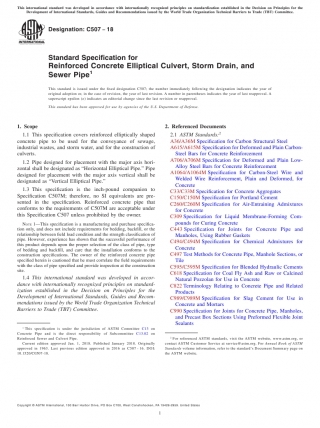 This international standard was developed in accordance with internationally recognized principles on standardization established in the Decision on Principles for the
Development of International Standards, Guides and Recommendations issued by the World Trade Organization Technical Barriers to Trade (TBT) Committee.
Designation: C507 − 18
Standard Specification for
Reinforced Concrete Elliptical Culvert, Storm Drain, and
Sewer Pipe1
This standard is issued under the fixed designation C507; the number immediately following the designation indicates the year of
original adoption or, in the case of revision, the year of last revision. A number in parentheses indicates the year of last reapproval. A
superscript epsilon (ε) indicates an editorial change since the last revision or reapproval.
This standard has been approved for use by agencies of the U.S. Department of Defense.
1. Scope
1.1 This specification covers reinforced elliptically shaped
concrete pipe to be used for the conveyance of sewage,
industrial wastes, and storm water, and for the construction of
culverts.
1.2 Pipe designed for placement with the major axis hori-
zontal shall be designated as “Horizontal Elliptical Pipe.” Pipe
designed for placement with the major axis vertical shall be
designated as “Vertical Elliptical Pipe.”
1.3 This specification is the inch-pound companion to
Specification C507M; therefore, no SI equivalents are pre-
sented in the specification. Reinforced concrete pipe that
conforms to the requirements of C507M are acceptable under
this Specification C507 unless prohibited by the owner.
NOTE 1—This specification is a manufacturing and purchase specifica-
tion only, and does not include requirements for bedding, backfill, or the
relationship between field load condition and the strength classification of
pipe. However, experience has shown that the successful performance of
this product depends upon the proper selection of the class of pipe, type
of bedding and backfill, and care that the installation conforms to the
construction specifications. The owner of the reinforced concrete pipe
specified herein is cautioned that he must correlate the field requirements
with the class of pipe specified and provide inspection at the construction
site.
1.4 This international standard was developed in accor-
dance with internationally recognized principles on standard-
ization established in the Decision on Principles for the
Development of International Standards, Guides and Recom-
mendations issued by the World Trade Organization Technical
Barriers to Trade (TBT) Committee.
1 This specification is under the jurisdiction of ASTM Committee C13 on
Concrete Pipe and is the direct responsibility of Subcommittee C13.02 on
Reinforced Sewer and Culvert Pipe.
Current edition approved Jan. 1, 2018. Published January 2018. Originally
approved in 1963. Last previous edition approved in 2016 as C507 – 16. DOI:
10.1520/C0507-18.
2. Referenced Documents
2.1 ASTM Standards:2
A36/A36M Specification for Carbon Structural Steel
A615/A615M Specification for Deformed and Plain Carbon-
Steel Bars for Concrete Reinforcement
A706/A706M Specification for Deformed and Plain Low-
Alloy Steel Bars for Concrete Reinforcement
A1064/A1064M Specification for Carbon-Steel Wire and
Welded Wire Reinforcement, Plain and Deformed, for
Concrete
C33/C33M Specification for Concrete Aggregates
C150/C150M Specification for Portland Cement
C260/C260M Specification for Air-Entraining Admixtures
for Concrete
C309 Specification for Liquid Membrane-Forming Com-
pounds for Curing Concrete
C443 Specification for Joints for Concrete Pipe and
Manholes, Using Rubber Gaskets
C494/C494M Specification for Chemical Admixtures for
Concrete
C497 Test Methods for Concrete Pipe, Manhole Sections, or
Tile
C595/C595M Specification for Blended Hydraulic Cements
C618 Specification for Coal Fly Ash and Raw or Calcined
Natural Pozzolan for Use in Concrete
C822 Terminology Relating to Concrete Pipe and Related
Products
C989/C989M Specification for Slag Cement for Use in
Concrete and Mortars
C990 Specification for Joints for Concrete Pipe, Manholes,
and Precast Box Sections Using Preformed Flexible Joint
Sealants
2 For referenced ASTM standards, visit the ASTM website, www.astm.org, or
contact ASTM Customer Service at service@astm.org. For Annual Book of ASTM
Standards volume information, refer to the standard’s Document Summary page on
the ASTM website.
Copyright © ASTM International, 100 Barr Harbor Drive, PO Box C700, West Conshohocken, PA 19428-2959. United States
1